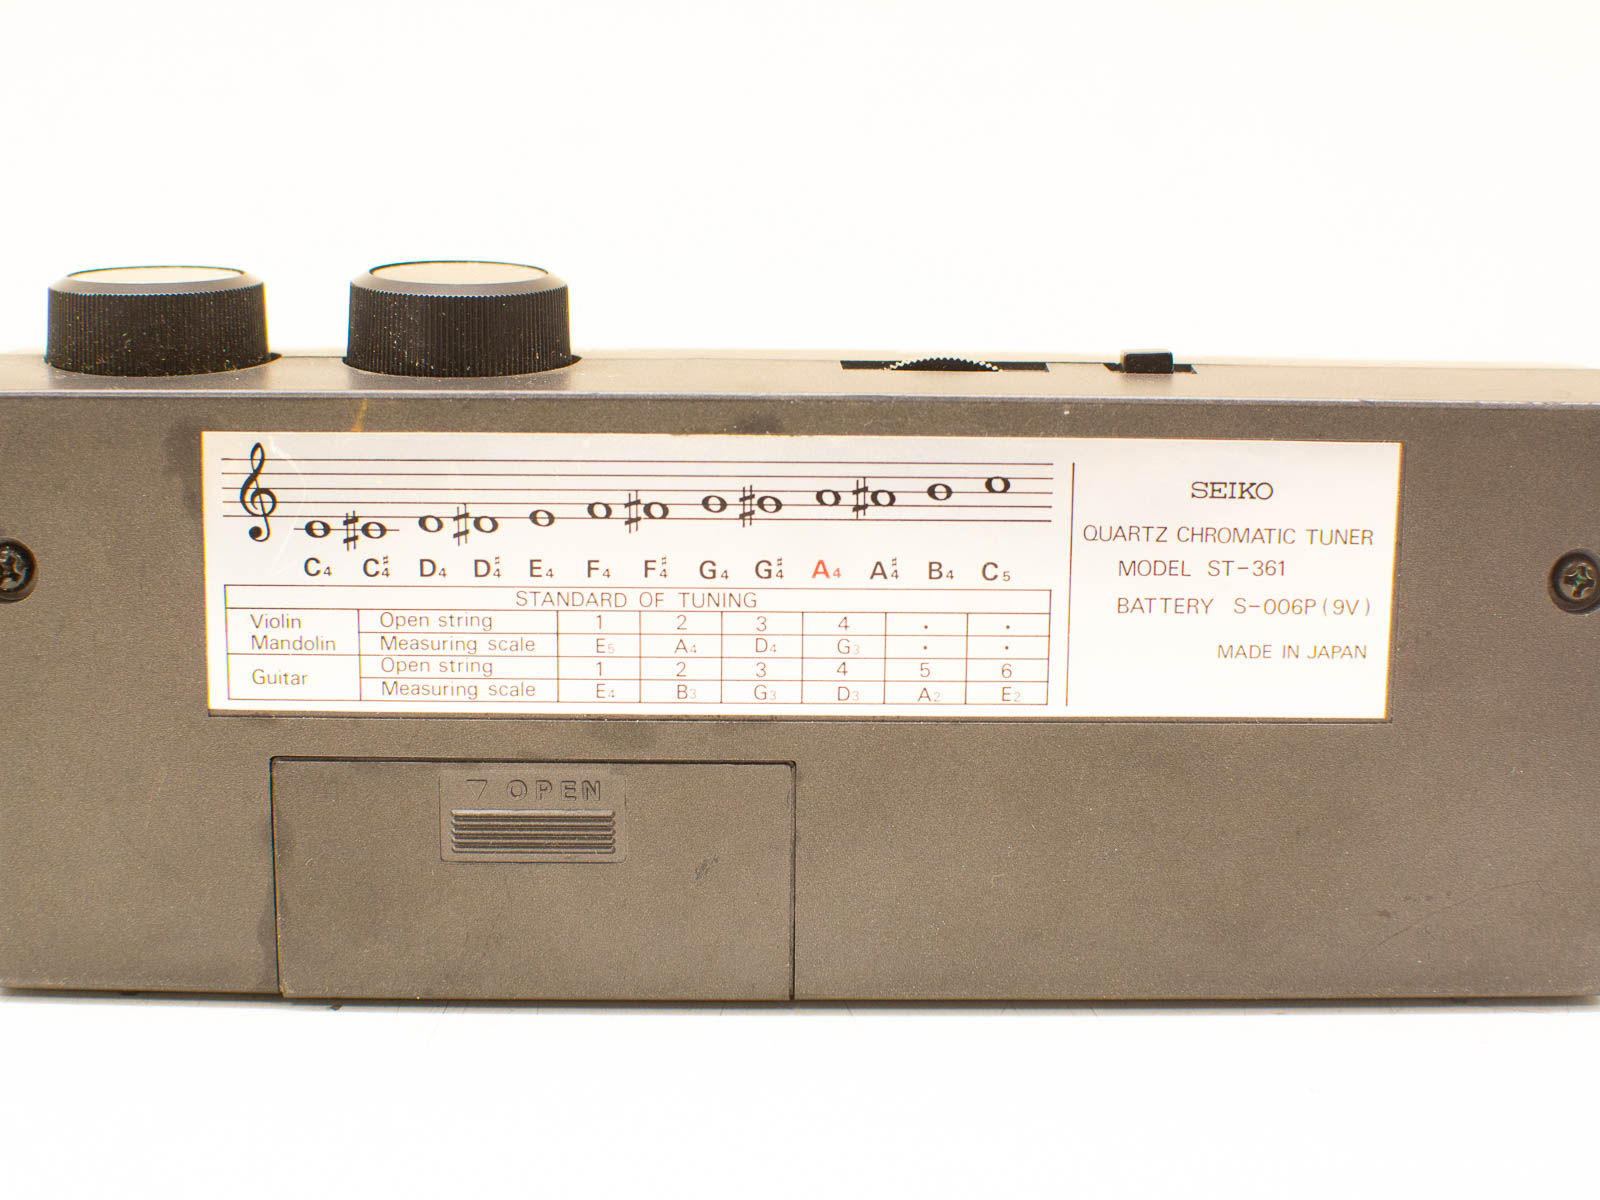 C4 C♯4 D4 D♯4 E4 F4 F♯4 G4 G♯4 A4 A♯4 B4 C5
STANDARD OF TUNING
Violin Mandolin Open string 1 2 3 4 · ·
Measuring scale E5 A4 D4 G3 · ·
Guitar Open string 1 2 3 4 5 6
Measuring scale E4 B3 G3 D3 A2 E2
SEIKO
QUARTZ CHROMATIC TUNER
MODEL ST-361
BATTERY S-006P (9V)
MADE IN JAPAN
OPEN